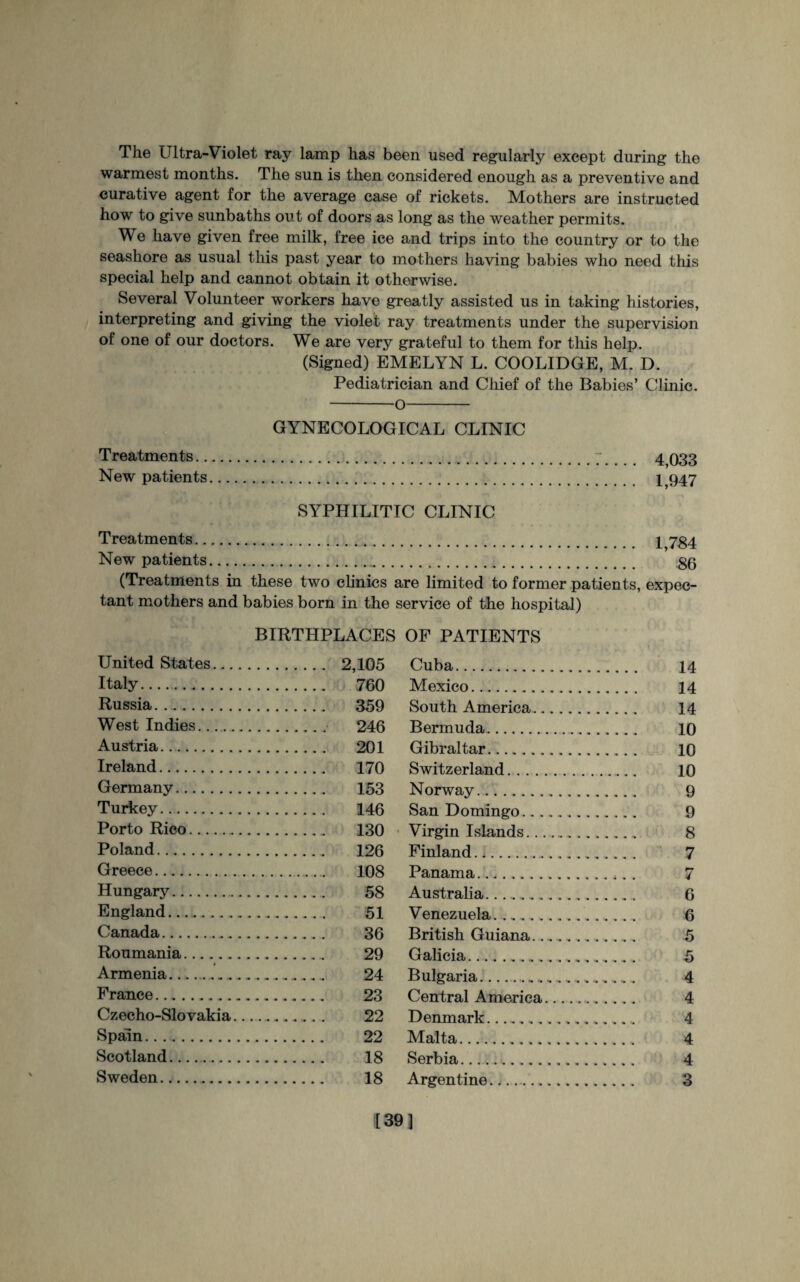 The Ultra-Violet ray lamp has been used regularly except during the
warmest months. The sun is then considered enough as a preventive and
curative agent for the average case of rickets. Mothers are instructed
how to give sunbaths out of doors as long as the weather permits.
We have given free milk, free ice and trips into the country or to the
seashore as usual this past year to mothers having babies who need this
special help and cannot obtain it otherwise.
Several Volunteer workers have greatly assisted us in taking histories,
interpreting and giving the violet ray treatments under the supervision
of one of our doctors. We are very grateful to them for this help.
(Signed) EMELYN L. COOLIDGE, M. D.
Pediatrician and Chief of the Babies' Clinic.
———o———
GYNECOLOGICAL CLINIC
Treatments.......... 4,033
New patients.......... 1,947
SYPHILITIC CLINIC
Treatments.......... 1,784
New patients.......... 86
(Treatments in these two clinics are limited to former patients, expec-
tant mothers and babies born in the service of the hospital)
BIRTHPLACES OF PATIENTS
United States.......... 2,105
Italy.......... 760
Russia.......... 359
West Indies.......... 246
Austria.......... 201
Ireland.......... 170
Germany.......... 153
Turkey.......... 146
Porto Rico.......... 130
Poland.......... 126
Greece.......... 108
Hungary.......... 58
England.......... 51
Canada.......... 36
Roumania.......... 29
Armenia.......... 24
France.......... 23
Czecho-Slovakia.......... 22
Spain.......... 22
Scotland.......... 18
Sweden.......... 18
Cuba.......... 14
Mexico.......... 14
South America.......... 14
Bermuda.......... 10
Gibraltar.......... 10
Switzerland.......... 10
Norway.......... 9
San Domingo.......... 9
Virgin Islands.......... 8
Finland.......... 7
Panama.......... 7
Australia.......... 6
Venezuela.......... 6
British Guiana.......... 5
Galicia.......... 5
Bulgaria.......... 4
Central America.......... 4
Denmark.......... 4
Malta.......... 4
Serbia.......... 4
Argentine.......... 3
[39]